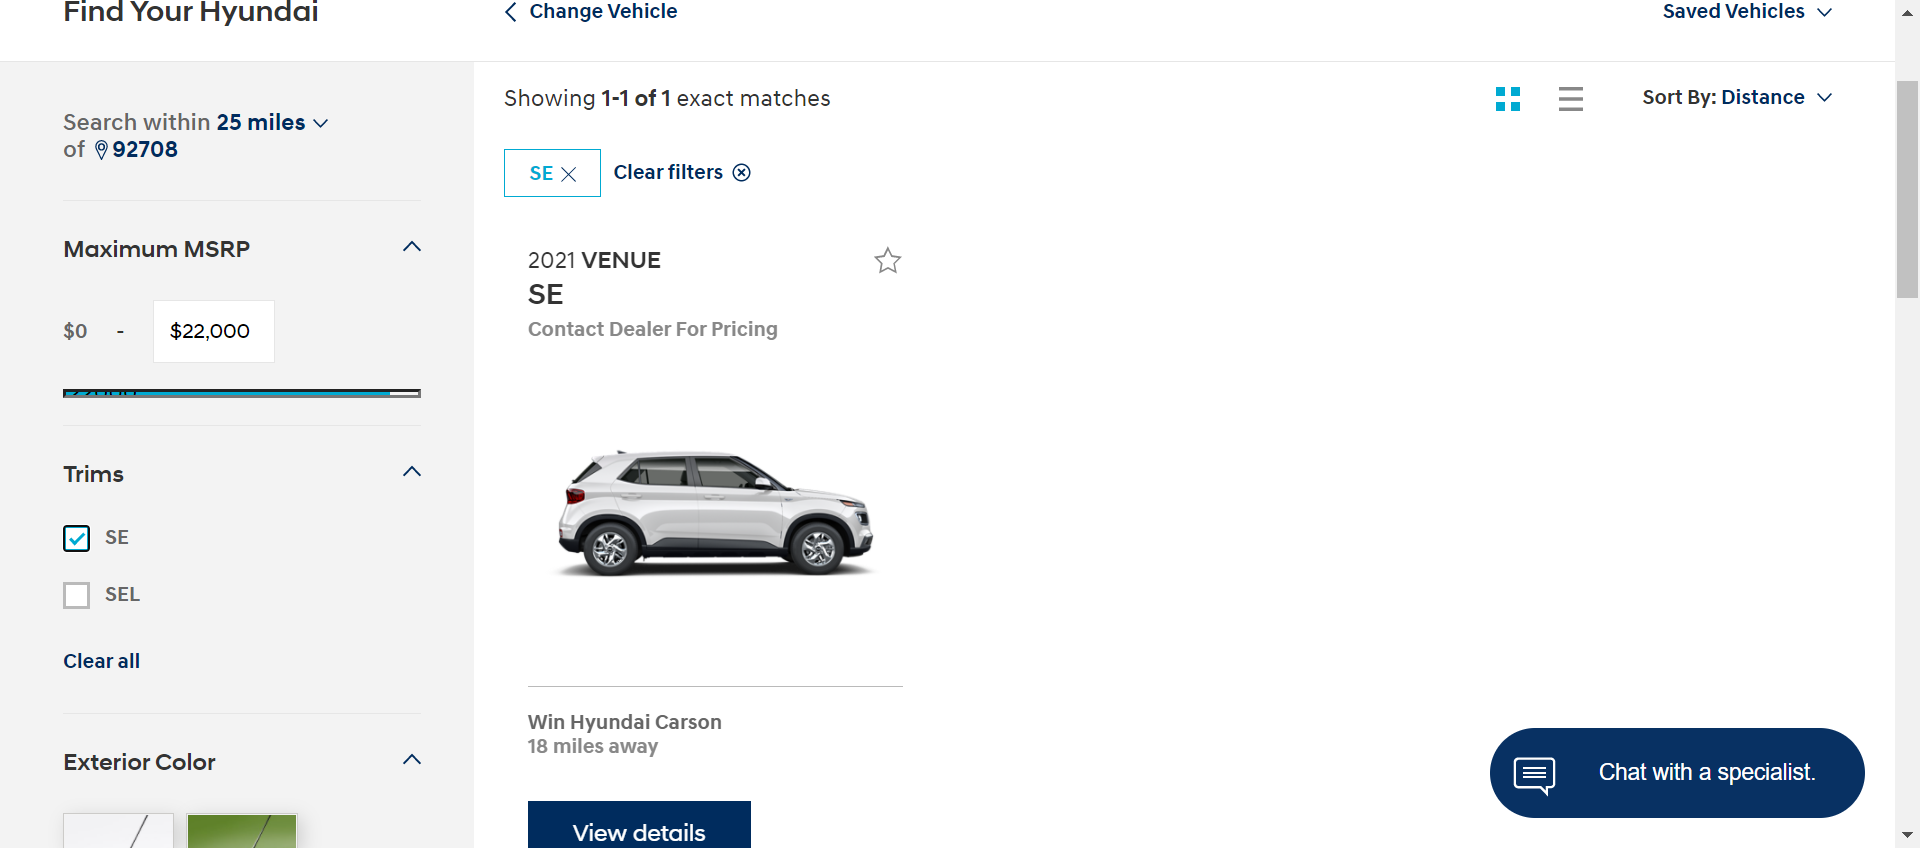 Find Your Hyundai
Change Vehicle
Saved Vehicles
Search within 25 miles
of 92708
Maximum MSRP
$0 - $22,000
Trims
SE
SEL
Clear all
Exterior Color
Showing 1-1 of 1 exact matches
Sort By: Distance
SE
Clear filters
2021 VENUE
SE
Contact Dealer For Pricing
Win Hyundai Carson
18 miles away
View details
Chat with a specialist.